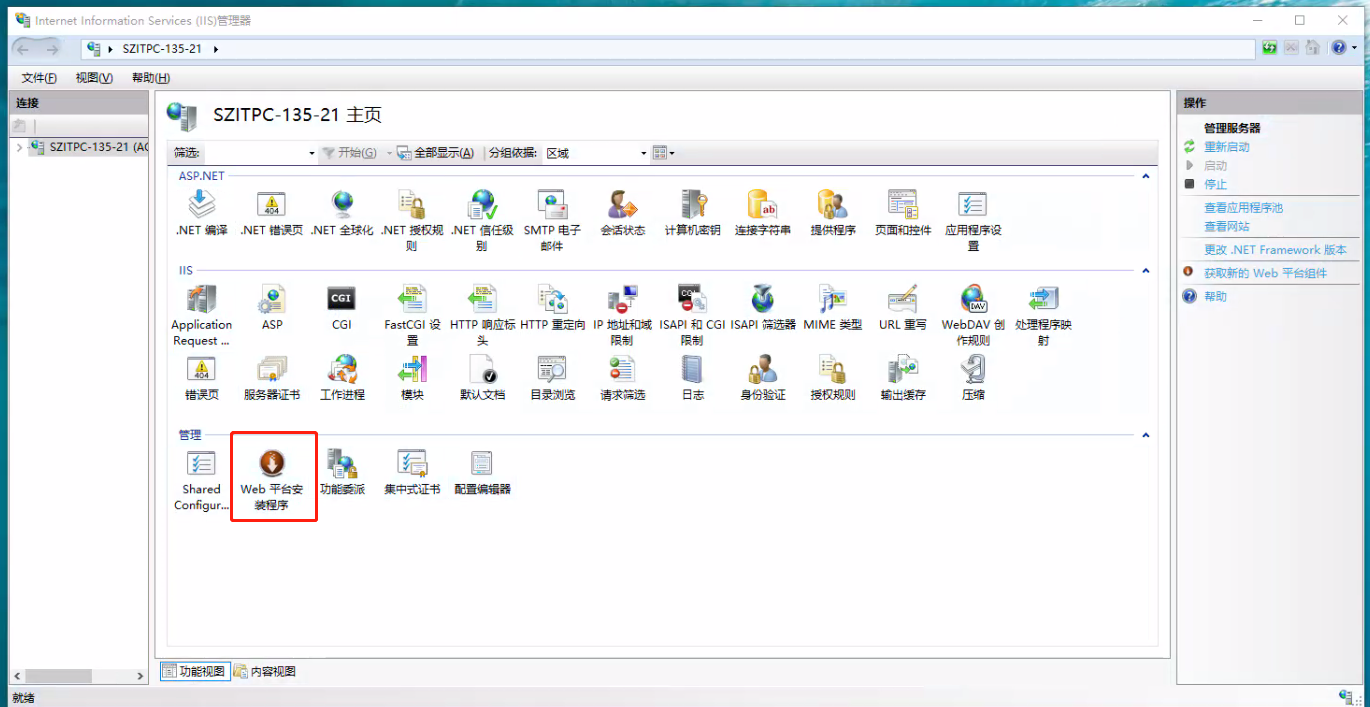 Internet Information Services (IIS)管理器
SZITPC-135-21
文件(F) 视图(V) 帮助(H)
连接
SZITPC-135-21 (AC
SZITPC-135-21 主页
筛选: 开始(G) 全部显示(A) 分组依据: 区域
ASP.NET
.NET 编译 .NET 错误页 .NET 全球化 .NET 授权规 .NET 信任级 SMTP 电子 会话状态 计算机密钥 连接字符串 提供程序 页面和控件 应用程序设
则 别 邮件 置
IIS
Application ASP CGI FastCGI 设 HTTP 响应标 HTTP 重定向 IP 地址和域 ISAPI 和 CGI ISAPI 筛选器 MIME 类型 URL 重写 WebDAV 创 处理程序映
Request ... 置 头 限制 限制 作规则 射
错误页 服务器证书 工作进程 模块 默认文档 目录浏览 请求筛选 日志 身份验证 授权规则 输出缓存 压缩
管理
Shared Web 平台安 功能委派 集中式证书 配置编辑器
Configur... 装程序
功能视图 内容视图
操作
管理服务器
重新启动
启动
停止
查看应用程序池
查看网站
更改 .NET Framework 版本
获取新的 Web 平台组件
帮助
就绪